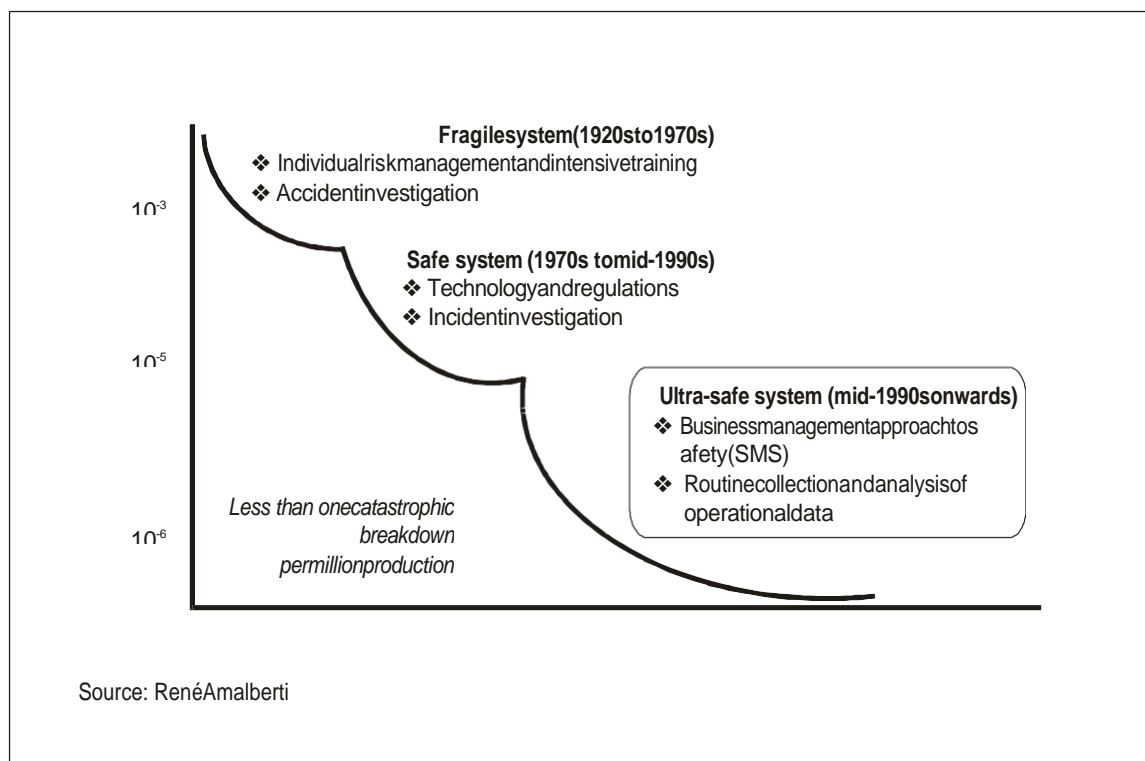 Fragilesystem(1920sto1970s)
❖ Individualriskmanagementandintensivetraining
❖ Accidentinvestigation
10-3
Safe system (1970s tomid-1990s)
❖ Technologyandregulations
❖ Incidentinvestigation
10-5
Ultra-safe system (mid-1990sonwards)
❖ Businessmanagementapproachtos
afety(SMS)
❖ Routinecollectionandanalysisof
operationaldata
Less than onecatastrophic
breakdown
permillionproduction
10-6
Source: RenéAmalberti